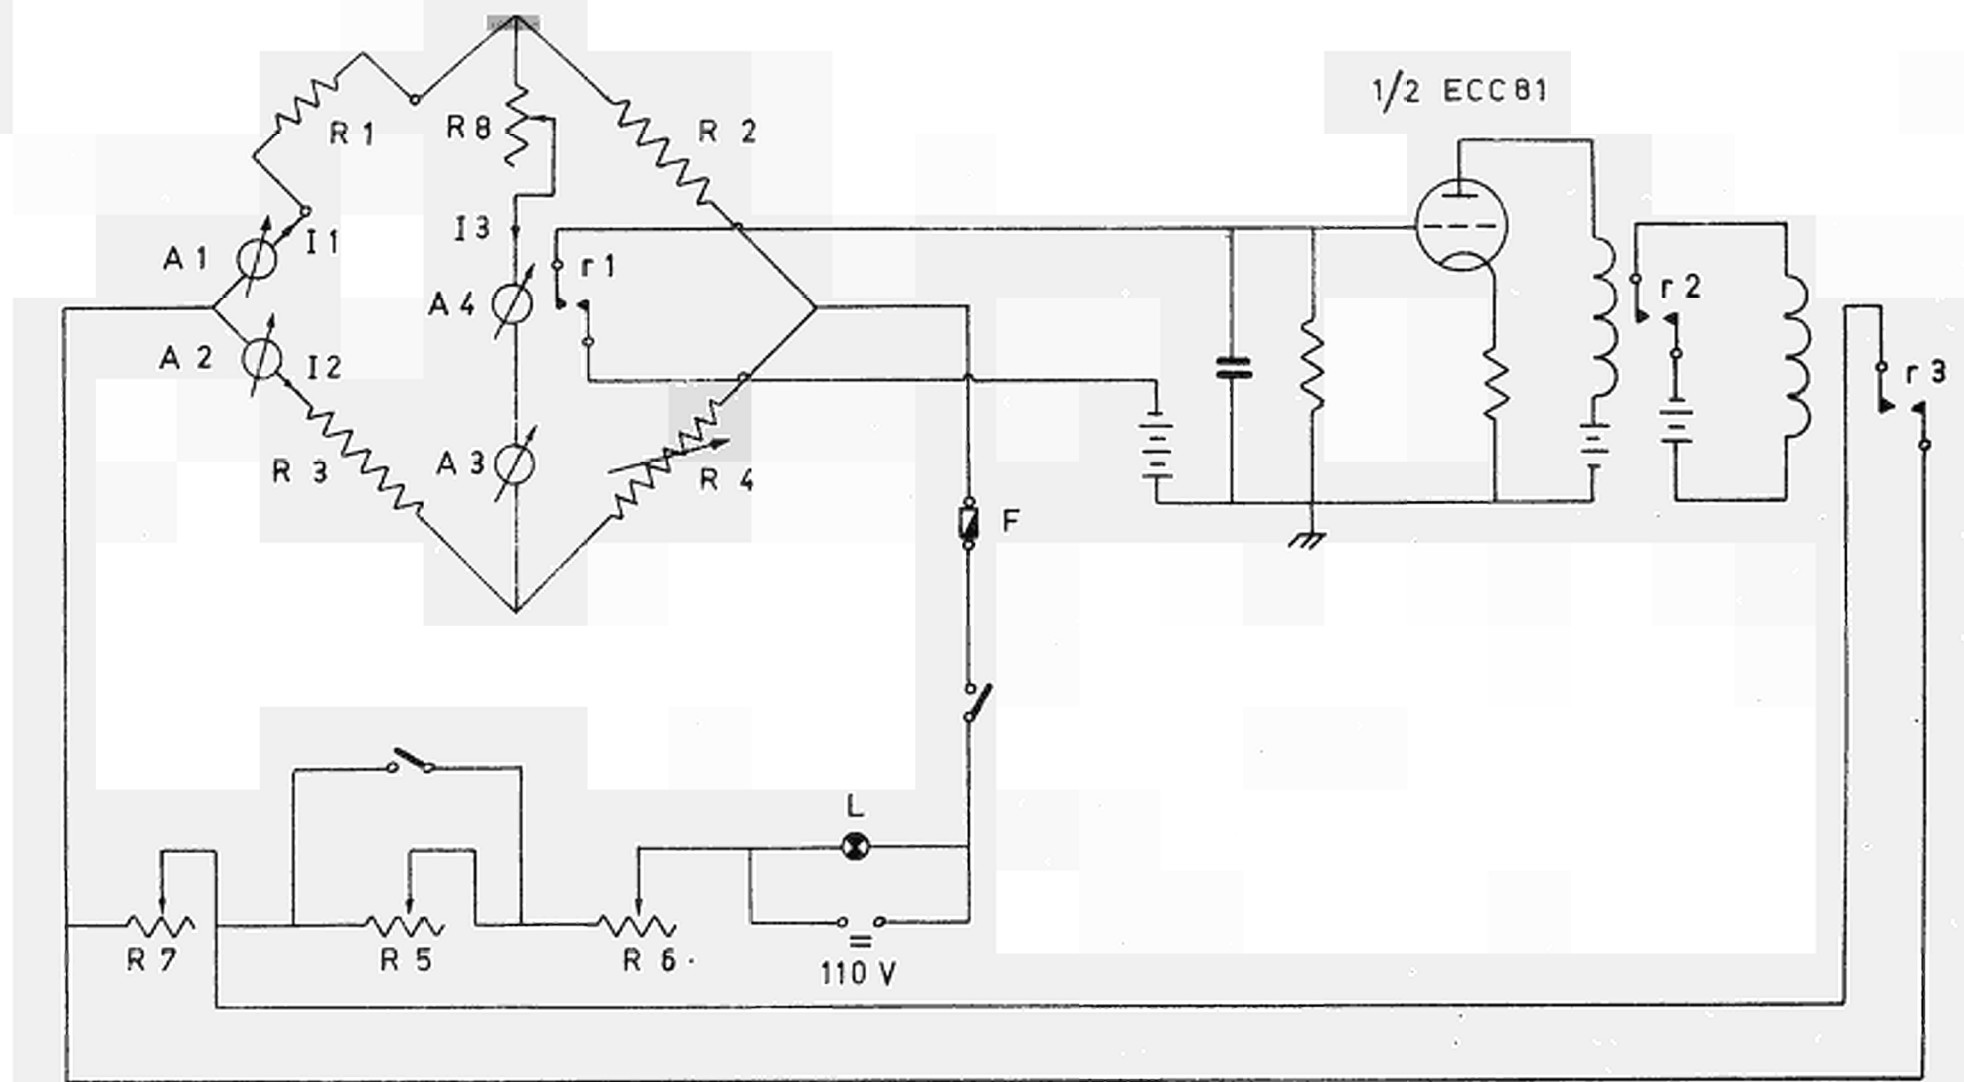 1/2 ECC81
R 1
R 8
R 2
I 3
A 1
I 1
r 1
r 2
A 4
A 2
I 2
r 3
R 3
A 3
R 4
F
L
R 7
R 5
R 6
=
110 V